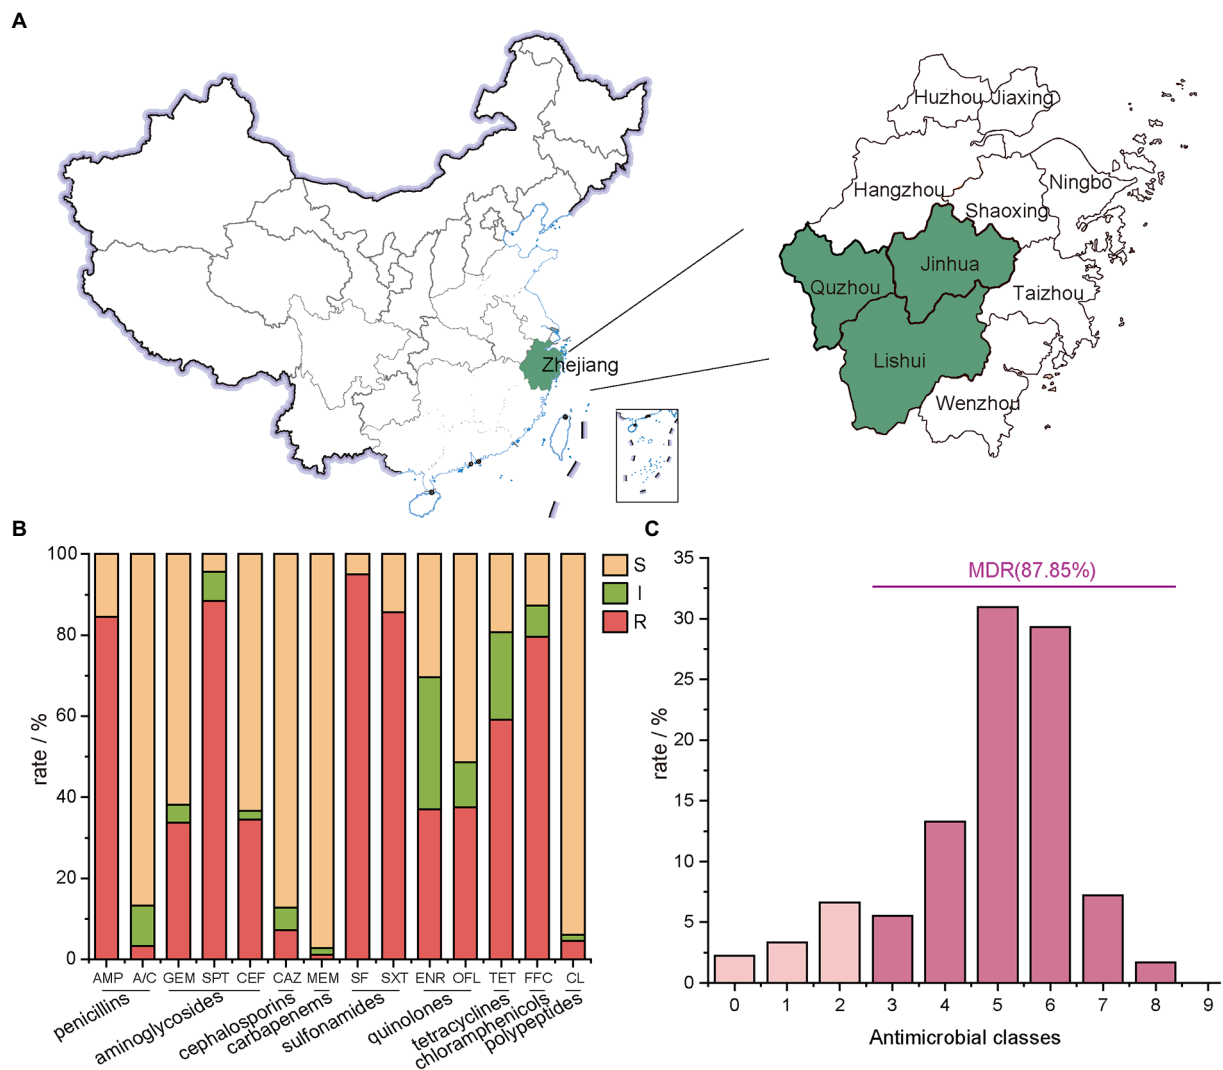 A
Zhejiang
Huzhou Jiaxing
Hangzhou
Shaoxing
Ningbo
Quzhou
Jinhua
Taizhou
Lishui
Wenzhou
B
100
80
60
40
20
0
rate / %
S
I
R
AMP A/C GEM SPT CEF CAZ MEM SF SXT ENR OFL TET FFC CL
penicillins
aminoglycosides
cephalosporins
carbapenems
sulfonamides
quinolones
tetracyclines
chloramphenicols
polypeptides
C
MDR(87.85%)
35
30
25
20
15
10
5
0
rate / %
0 1 2 3 4 5 6 7 8 9
Antimicrobial classes